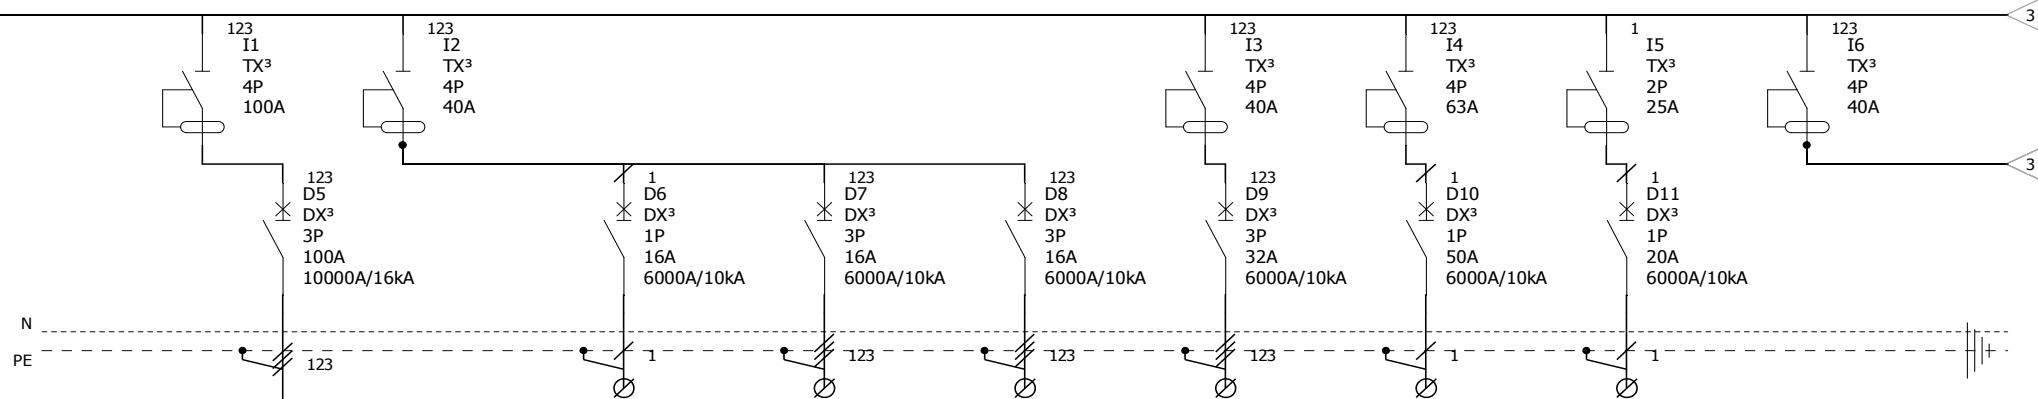 123
I1
TX³
4P
100A
123
I2
TX³
4P
40A
123
I3
TX³
4P
40A
123
I4
TX³
4P
63A
1
I5
TX³
2P
25A
123
I6
TX³
4P
40A
3
3
123
D5
DX³
3P
100A
10000A/16kA
1
D6
DX³
1P
16A
6000A/10kA
123
D7
DX³
3P
16A
6000A/10kA
123
D8
DX³
3P
16A
6000A/10kA
123
D9
DX³
3P
32A
6000A/10kA
1
D10
DX³
1P
50A
6000A/10kA
1
D11
DX³
1P
20A
6000A/10kA
N
PE
123
1
123
123
123
1
1